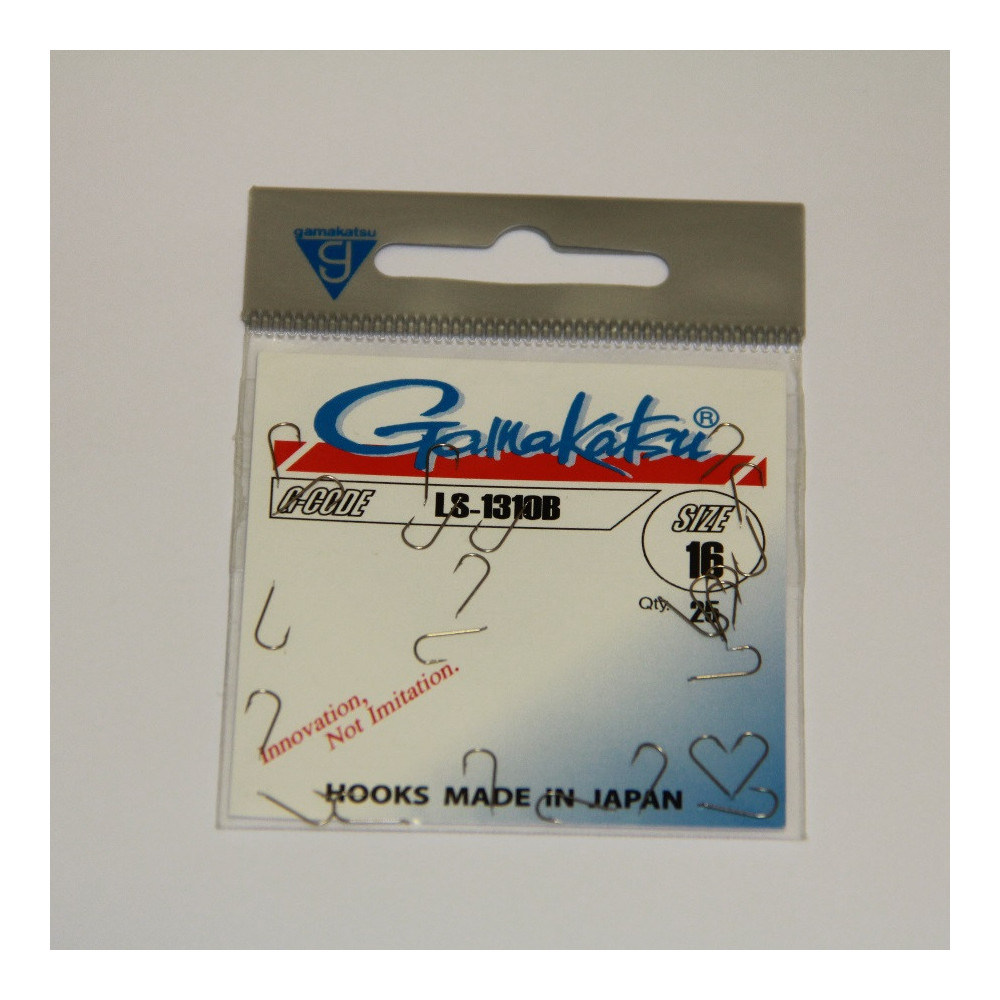 gamakatsu
g
Gamakatsu®
G-CODE LS-1310B
SIZE
16
Qty. 25
Innovation,
Not Imitation.
HOOKS MADE IN JAPAN